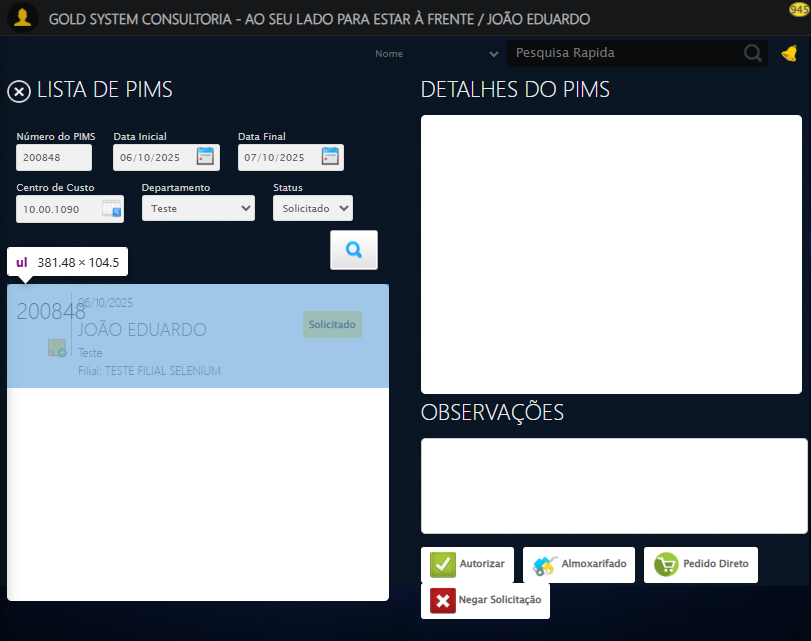 GOLD SYSTEM CONSULTORIA - AO SEU LADO PARA ESTAR À FRENTE / JOÃO EDUARDO
945
Nome
Pesquisa Rapida
LISTA DE PIMS
Número do PIMS
Data Inicial
Data Final
200848
06/10/2025
07/10/2025
Centro de Custo
Departamento
Status
10.00.1090
Teste
Solicitado
ul 381.48 × 104.5
200848
06/10/2025
JOÃO EDUARDO
Solicitado
Teste
Filial: TESTE FILIAL SELENIUM
DETALHES DO PIMS
OBSERVAÇÕES
Autorizar
Almoxarifado
Pedido Direto
Negar Solicitação